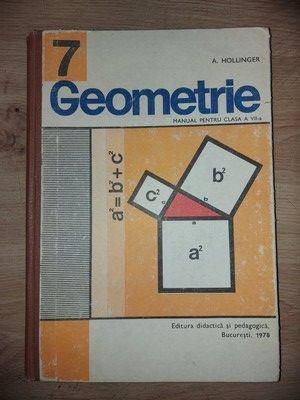 7
A. HOLLINGER
Geometrie
MANUAL PENTRU CLASA A VII-a
a²=b²+c²
b²
c²
c
b
a
a²
Editura didactică și pedagogică,
București, 1978